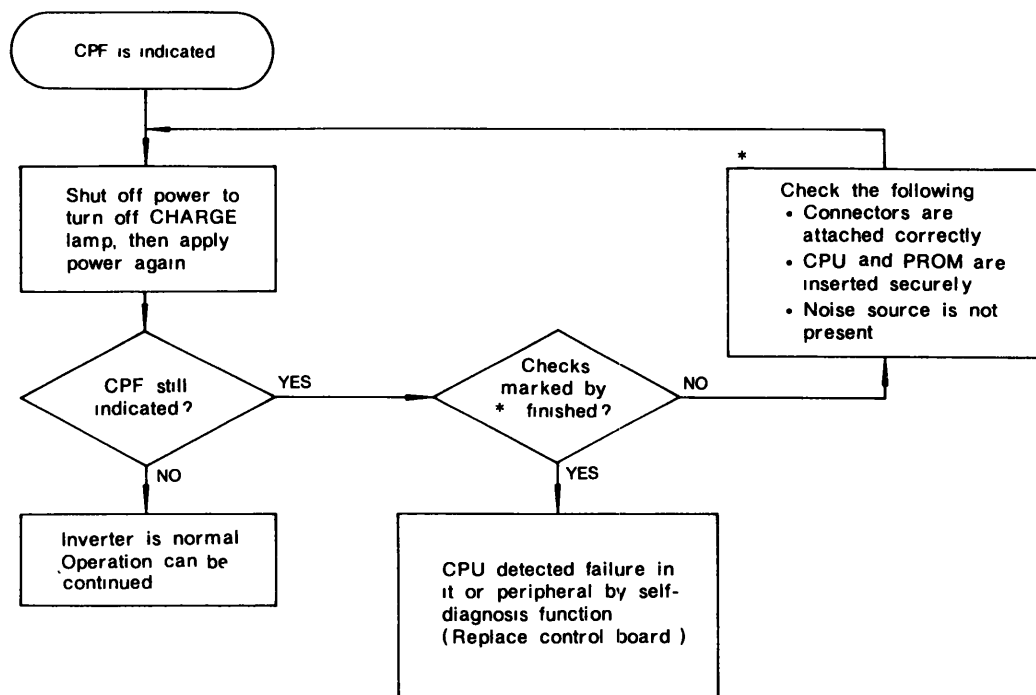 CPF is indicated
Shut off power to
turn off CHARGE
lamp, then apply
power again
*
Check the following
• Connectors are
attached correctly
• CPU and PROM are
inserted securely
• Noise source is not
present
CPF still
indicated?
YES
NO
Checks
marked by
* finished?
NO
YES
Inverter is normal
Operation can be
continued
CPU detected failure in
it or peripheral by self-
diagnosis function
(Replace control board)